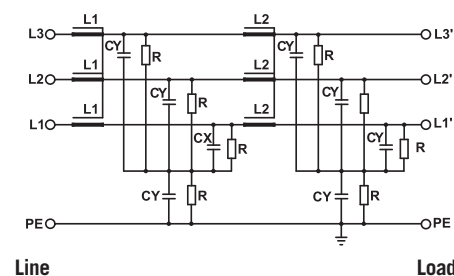 L1 L2
L3 CY R CY R L3'
L1 L2
L2 CY R CY L2'
L1 L2
L1 CX R CY R L1'
CY R CY R
PE PE
Line Load